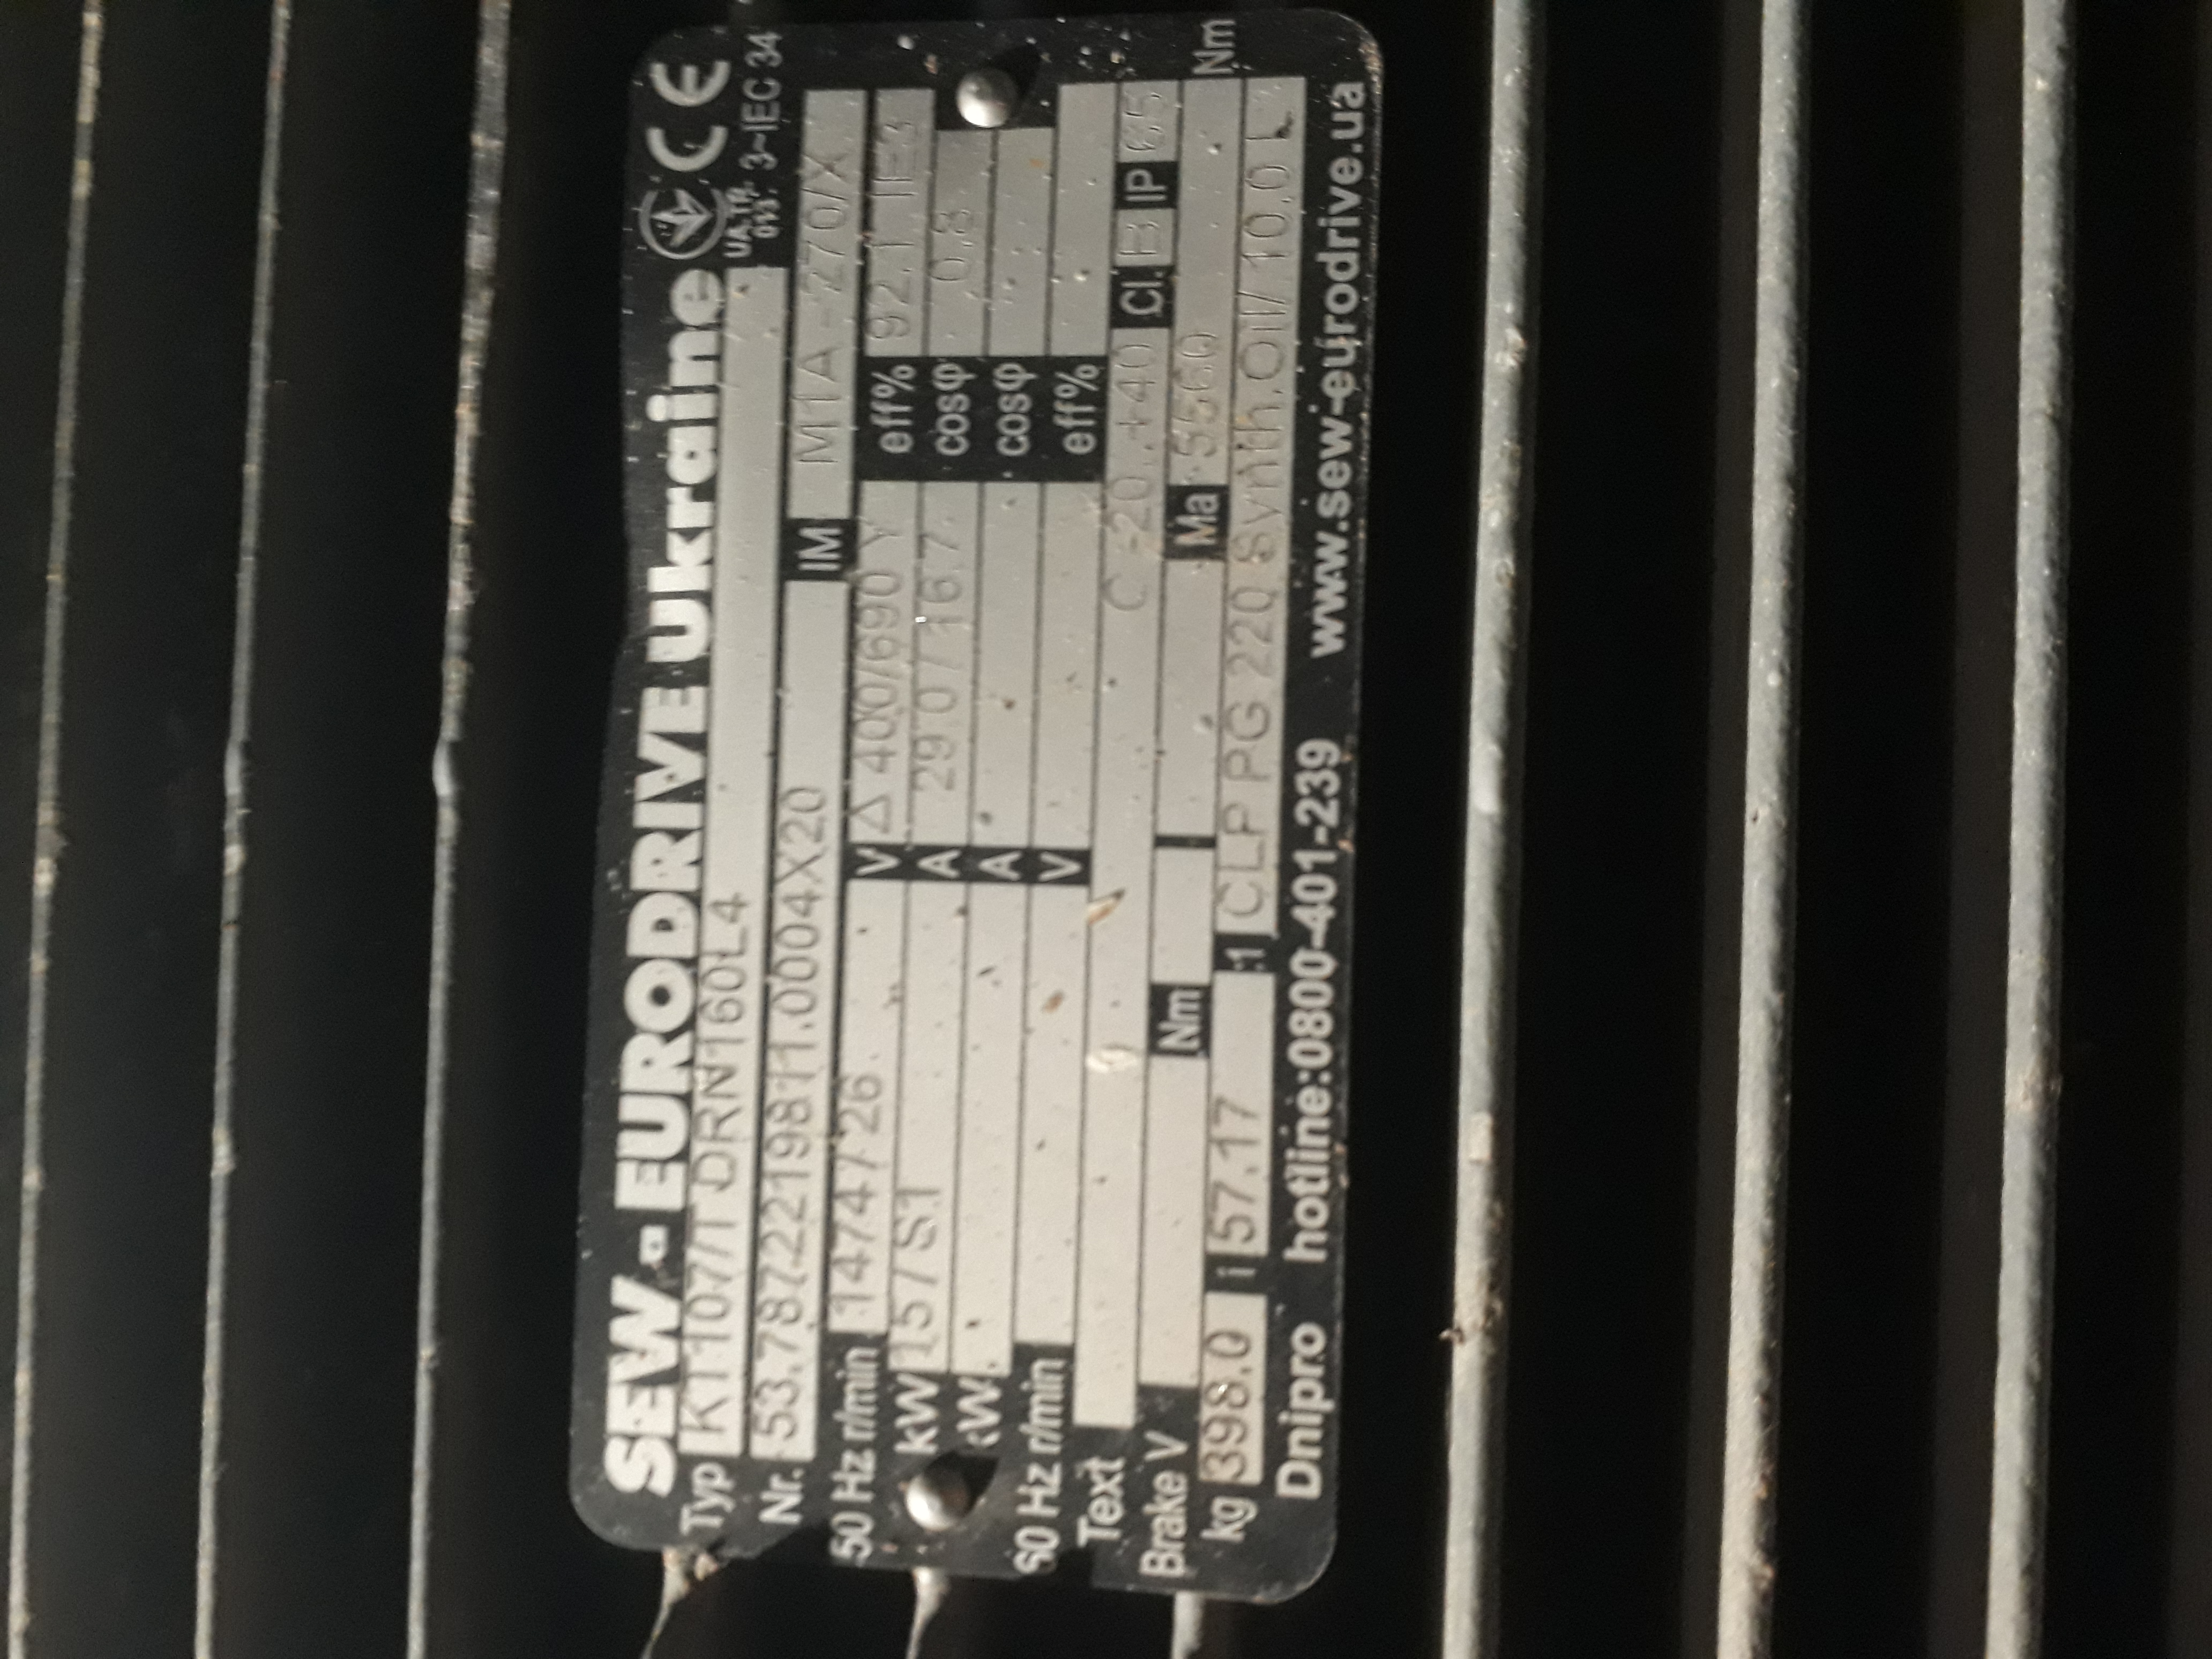 SEW-EURODRIVE Ukraine CE
Typ KT107/T DRN160L4 UA.TR. 013. 3~IEC 34
Nr. 53.7872219811.0004X20 IM M1A - 270/X
50 Hz r/min 1474 / 26 V Δ 400/690 Y eff% 92.1 IE3
kW 15 / S1 A 29.0 / 16.7 cosφ 0.8
kW A cosφ
60 Hz r/min V eff%
Text C -20..+40 Cl. B IP 65
Brake V Nm Ma 5560 Nm
kg 398.0 i 57.17 :1 CLP PG 220 Synth.Oil/ 10.0 L
Dnipro hotline:0800-401-239 www.sew-eurodrive.ua